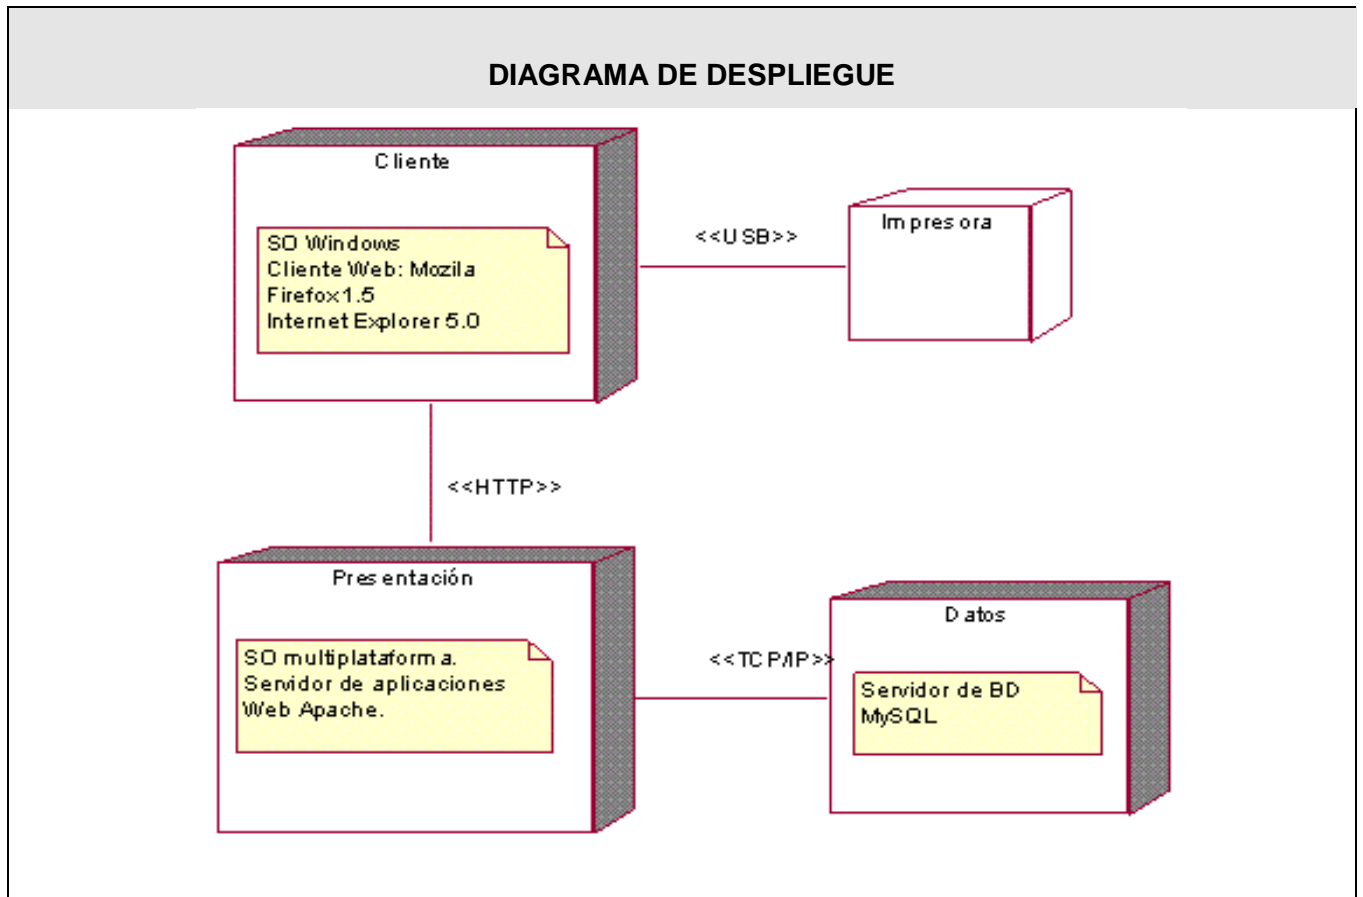 DIAGRAMA DE DESPLIEGUE
Cliente
SO Windows
Cliente Web: Mozila
Firefox 1.5
Internet Explorer 5.0
<<USB>>
Impresora
<<HTTP>>
Presentación
SO multiplataforma.
Servidor de aplicaciones
Web Apache.
<<TCP/IP>>
Datos
Servidor de BD
MySQL